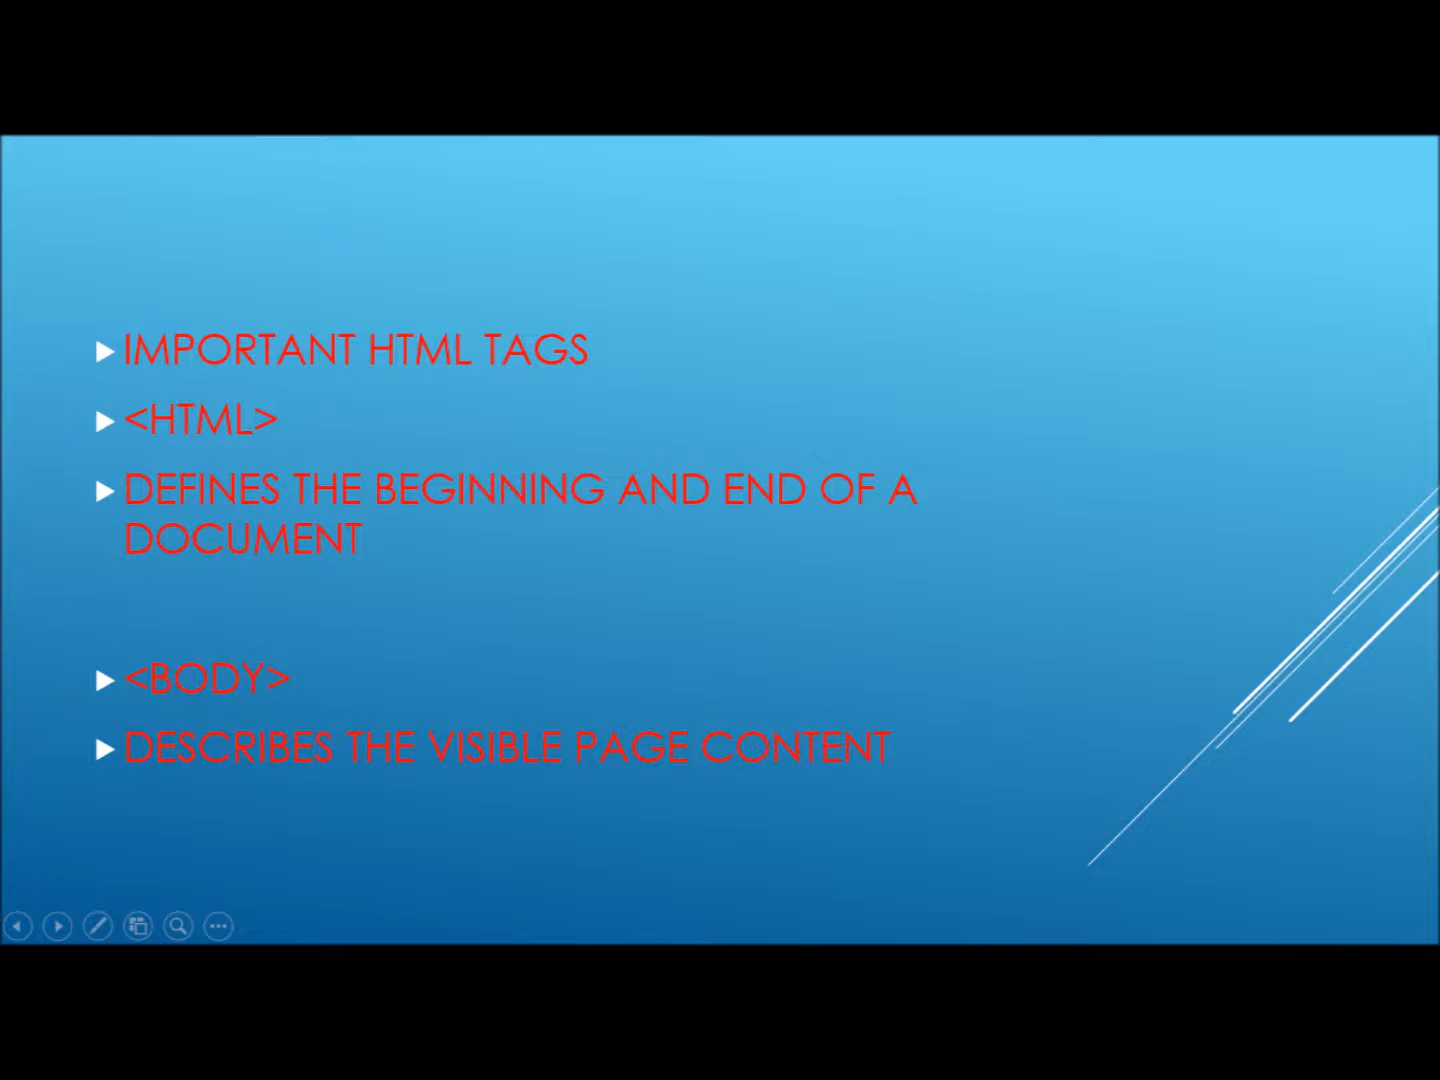 IMPORTANT HTML TAGS
<HTML>
DEFINES THE BEGINNING AND END OF A
DOCUMENT
<BODY>
DESCRIBES THE VISIBLE PAGE CONTENT